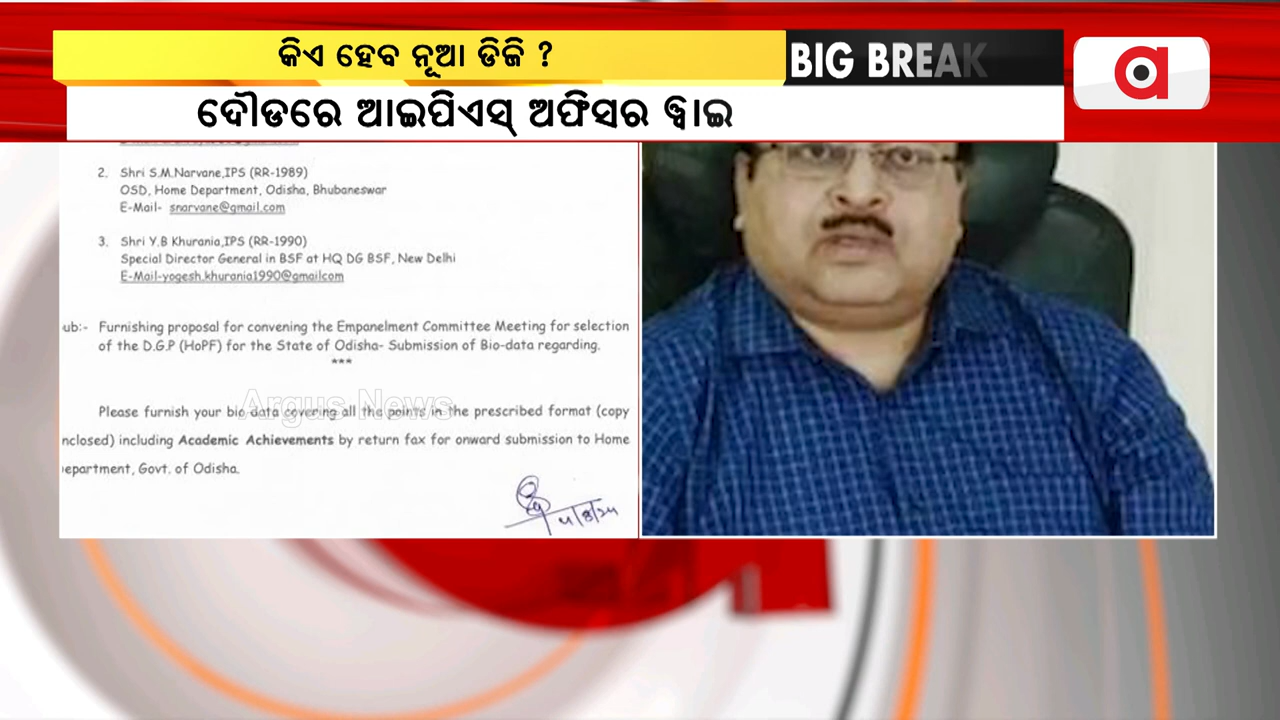 କିଏ ହେବ ନୂଆ ଡିଜି ?
BIG BREAK
ଦୌଡରେ ଆଇପିଏସ୍ ଅଫିସର ୱାଇ
2. Shri S.M.Narvane,IPS (RR-1989)
OSD, Home Department, Odisha, Bhubaneswar
E-Mail- snarvane@gmail.com
3. Shri Y.B Khurania,IPS (RR-1990)
Special Director General in BSF at HQ DG BSF, New Delhi
E-Mail-yogesh.khurania1990@gmailcom
ub:- Furnishing proposal for convening the Empanelment Committee Meeting for selection
of the D.G.P (HoPF) for the State of Odisha- Submission of Bio-data regarding.
***
Argus News
Please furnish your bio data covering all the points in the prescribed format (copy
nclosed) including Academic Achievements by return fax for onward submission to Home
epartment, Govt. of Odisha.